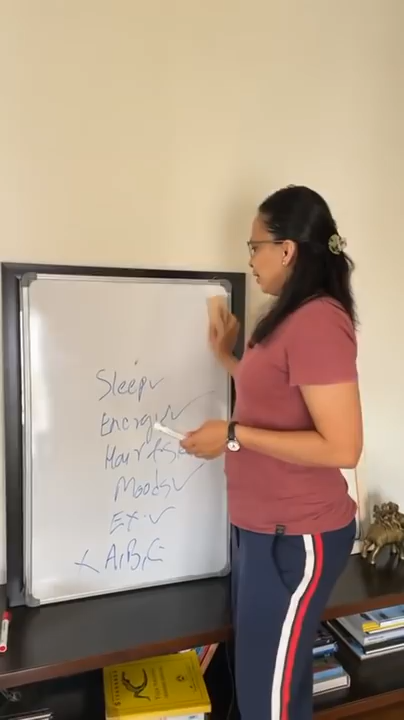 Sleep ✓
Energy ✓
Hair & S
Moods ✓
Ex. ✓
< A, B, C